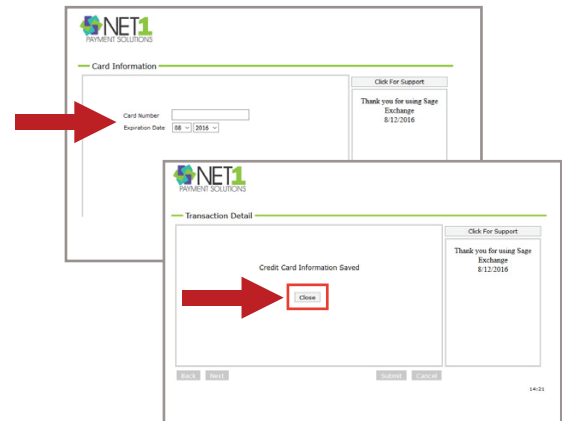 NET1
PAYMENT SOLUTIONS
Card Information
Click For Support
Thank you for using Sage
Exchange
8/12/2016
Card Number
Expiration Date 08 2016
NET1
PAYMENT SOLUTIONS
Transaction Detail
Click For Support
Thank you for using Sage
Exchange
8/12/2016
Credit Card Information Saved
Close
Back Next Submit Cancel
14:21